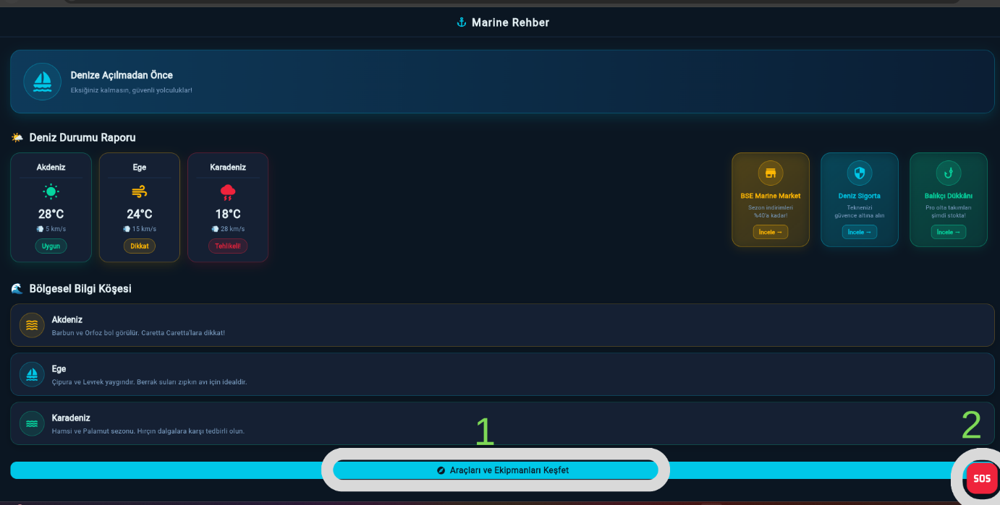 Marine Rehber
Denize Açılmadan Önce
Eksiğiniz kalmasın, güvenli yolculuklar!
Deniz Durumu Raporu
Akdeniz
28°C
5 km/s
Uygun
Ege
24°C
15 km/s
Dikkat
Karadeniz
18°C
28 km/s
Tehlikeli!
BSE Marine Market
Sezon indirimleri
%40'a kadar!
İncele →
Deniz Sigorta
Teknenizi
güvence altına alın
İncele →
Balıkçı Dükkânı
Pro olta takımları
şimdi stokta!
İncele →
Bölgesel Bilgi Köşesi
Akdeniz
Barbun ve Orfoz bol görülür. Caretta Caretta'lara dikkat!
Ege
Çipura ve Levrek yaygındır. Berrak suları zıpkın avı için idealdir.
Karadeniz
Hamsi ve Palamut sezonu. Hırçın dalgalara karşı tedbirli olun.
1
2
Araçları ve Ekipmanları Keşfet
SOS